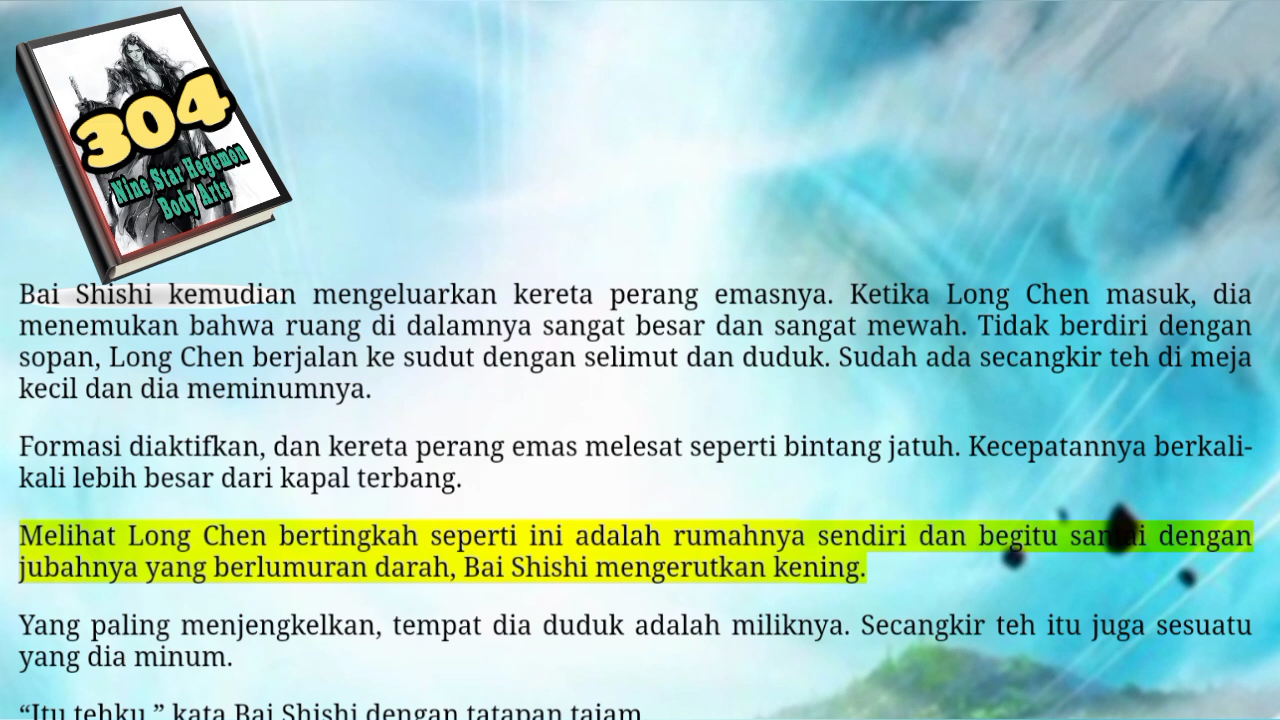 304
Nine Star Hegemon
Body Arts
Bai Shishi kemudian mengeluarkan kereta perang emasnya. Ketika Long Chen masuk, dia
menemukan bahwa ruang di dalamnya sangat besar dan sangat mewah. Tidak berdiri dengan
sopan, Long Chen berjalan ke sudut dengan selimut dan duduk. Sudah ada secangkir teh di meja
kecil dan dia meminumnya.
Formasi diaktifkan, dan kereta perang emas melesat seperti bintang jatuh. Kecepatannya berkali-
kali lebih besar dari kapal terbang.
Melihat Long Chen bertingkah seperti ini adalah rumahnya sendiri dan begitu santai dengan
jubahnya yang berlumuran darah, Bai Shishi mengerutkan kening.
Yang paling menjengkelkan, tempat dia duduk adalah miliknya. Secangkir teh itu juga sesuatu
yang dia minum.
“Itu tehku,” kata Bai Shishi dengan tatapan tajam